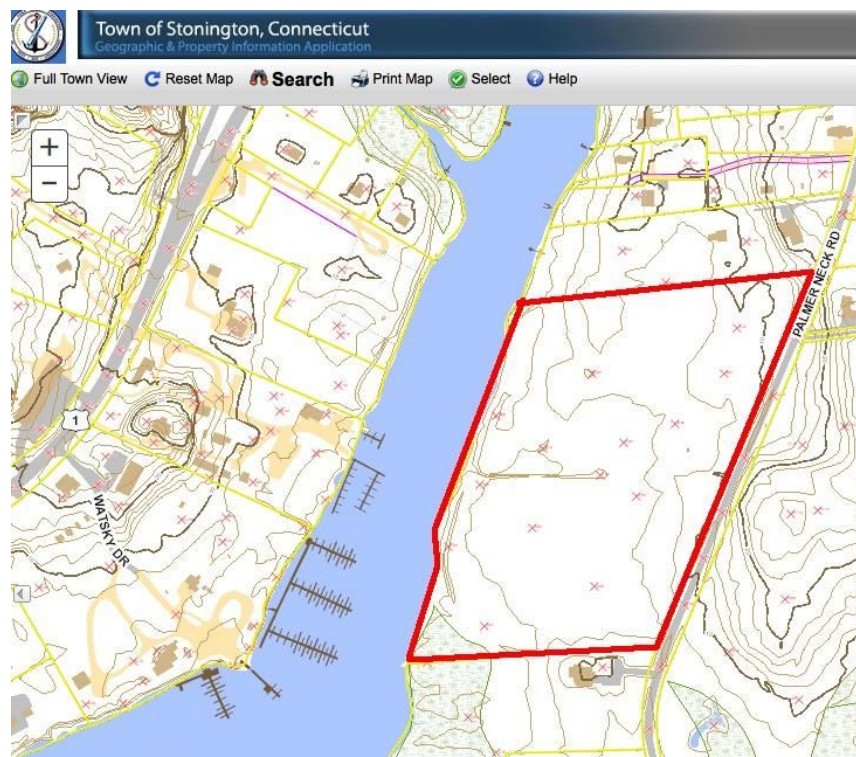 Town of Stonington, Connecticut
Geographic & Property Information Application
Full Town View Reset Map Search Print Map Select Help
+
−
PALMER NECK RD
1
WATSKY DR